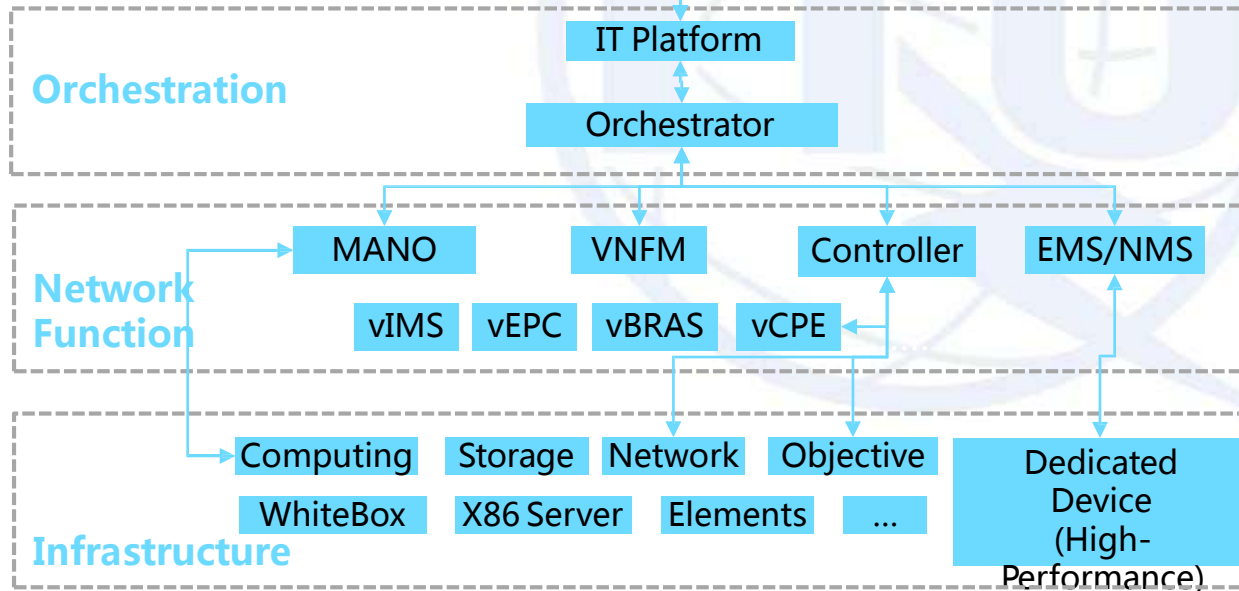 IT Platform
Orchestration
Orchestrator
MANO
VNFM
Controller
EMS/NMS
Network
Function
vIMS
vEPC
vBRAS
vCPE
Computing
Storage
Network
Objective
Dedicated
Device
(High-
Performance)
WhiteBox
X86 Server
Elements
...
Infrastructure